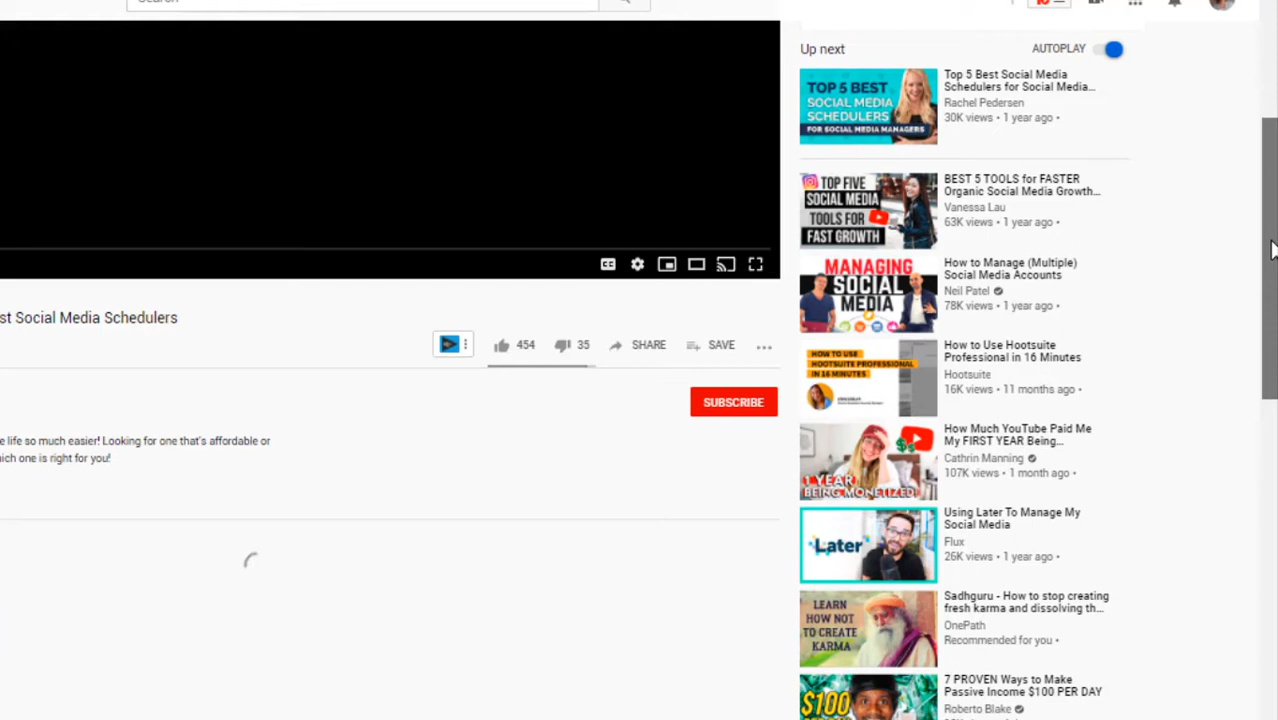 Search
Up next
AUTOPLAY
TOP 5 BEST
SOCIAL MEDIA
SCHEDULERS
FOR SOCIAL MEDIA MANAGERS
Top 5 Best Social Media
Schedulers for Social Media...
Rachel Pedersen
30K views • 1 year ago •
TOP FIVE
SOCIAL MEDIA
TOOLS FOR
FAST GROWTH
BEST 5 TOOLS for FASTER
Organic Social Media Growth...
Vanessa Lau
63K views • 1 year ago •
MANAGING
SOCIAL
MEDIA
How to Manage (Multiple)
Social Media Accounts
Neil Patel
78K views • 1 year ago •
HOW TO USE
HOOTSUITE
PROFESSIONAL
IN 16 MINUTES
How to Use Hootsuite
Professional in 16 Minutes
Hootsuite
16K views • 11 months ago •
1 YEAR
BEING MONETIZED!
How Much YouTube Paid Me
My FIRST YEAR Being...
Cathrin Manning
107K views • 1 month ago •
Later
Using Later To Manage My
Social Media
Flux
26K views • 1 year ago •
LEARN
HOW NOT
TO CREATE
KARMA
Sadhguru - How to stop creating
fresh karma and dissolving th...
OnePath
Recommended for you •
$100
7 PROVEN Ways to Make
Passive Income $100 PER DAY
Roberto Blake
CC
st Social Media Schedulers
454
35
SHARE
SAVE
SUBSCRIBE
e life so much easier! Looking for one that's affordable or
hich one is right for you!